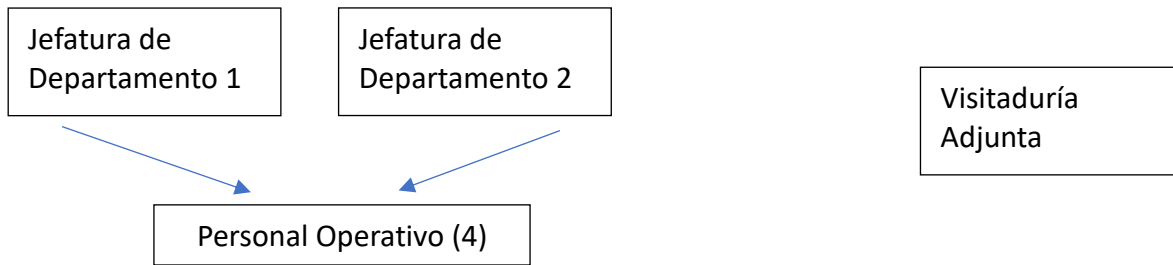 Jefatura de
Departamento 1
Jefatura de
Departamento 2
Visitaduría
Adjunta
Personal Operativo (4)